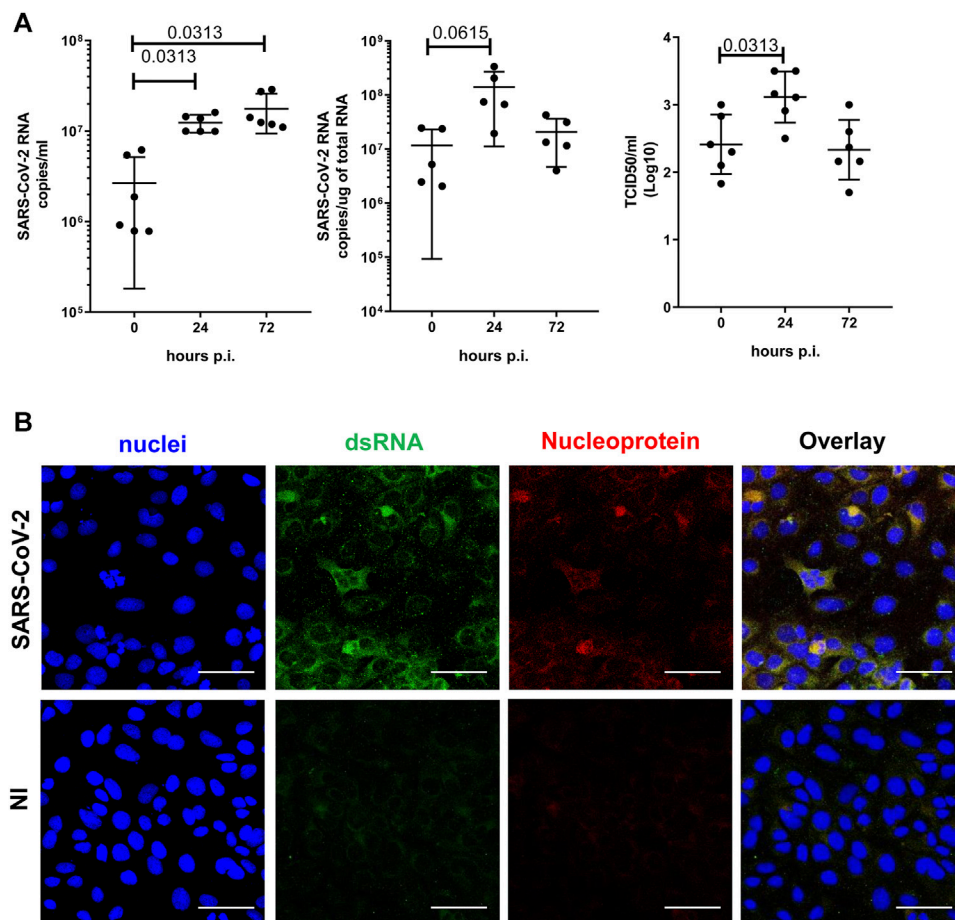 A
0.0313
0.0313
10⁸
10⁷
10⁶
10⁵
SARS-CoV-2 RNA
copies/ml
0
24
72
hours p.i.
0.0615
10⁹
10⁸
10⁷
10⁶
10⁵
10⁴
SARS-CoV-2 RNA
copies/ug of total RNA
0
24
72
hours p.i.
0.0313
4
3
2
1
0
TCID50/ml
(Log10)
0
24
72
hours p.i.
B
nuclei
dsRNA
Nucleoprotein
Overlay
SARS-CoV-2
NI